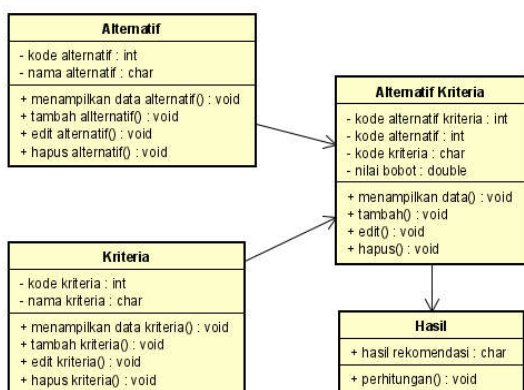 Alternatif
- kode alternatif : int
- nama alternatif : char
+ menampilkan data alternatif() : void
+ tambah allternatif() : void
+ edit alternatif() : void
+ hapus alternatif() : void
Alternatif Kriteria
- kode alternatif kriteria : int
- kode alternatif : int
- kode kriteria : char
- nilai bobot : double
+ menampilkan data() : void
+ tambah() : void
+ edit() : void
+ hapus() : void
Kriteria
- kode kriteria : int
- nama kriteria : char
+ menampilkan data kriteria() : void
+ tambah kriteria() : void
+ edit kriteria() : void
+ hapus kriteria() : void
Hasil
+ hasil rekomendasi : char
+ perhitungan() : void